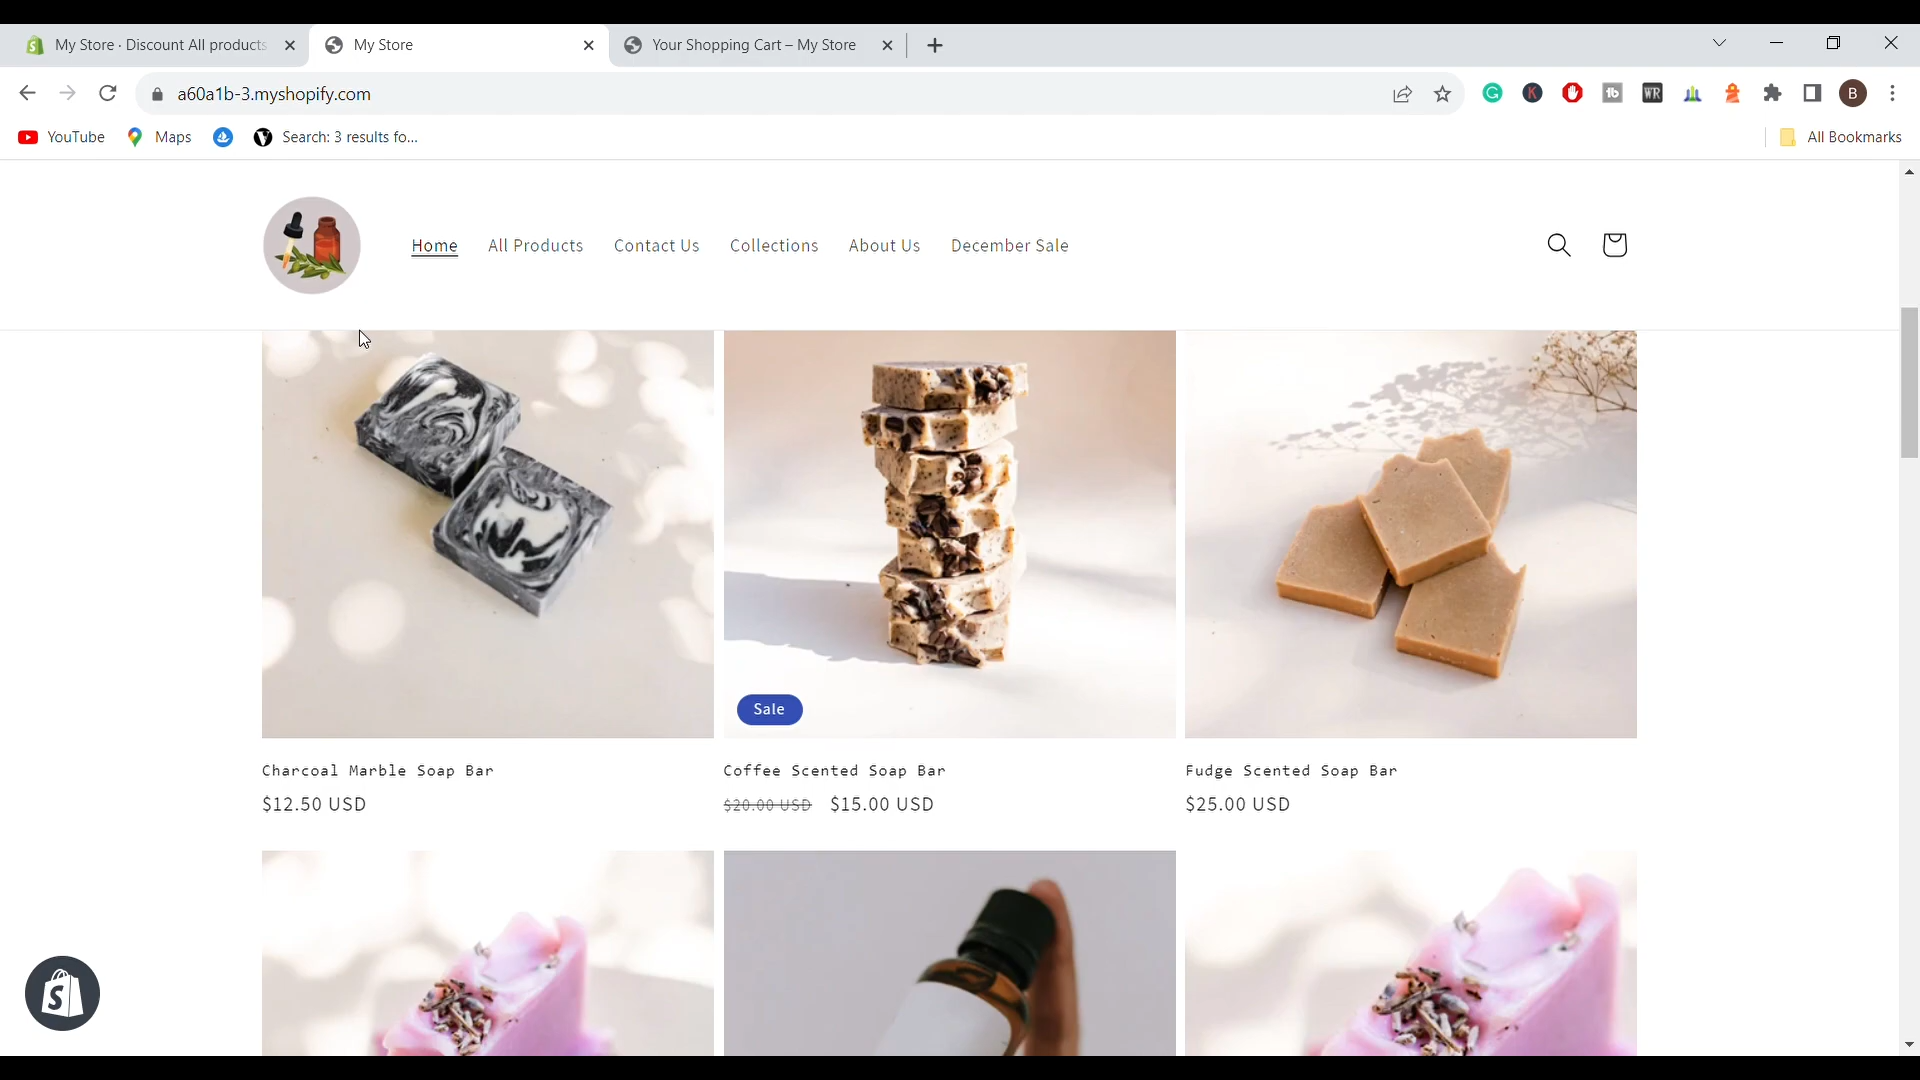 My Store · Discount All products
My Store
Your Shopping Cart – My Store
a60a1b-3.myshopify.com
G
K
tb
WR
B
YouTube
Maps
Search: 3 results fo...
All Bookmarks
Home
All Products
Contact Us
Collections
About Us
December Sale
Sale
Charcoal Marble Soap Bar
Coffee Scented Soap Bar
Fudge Scented Soap Bar
$12.50 USD
$20.00 USD $15.00 USD
$25.00 USD
S